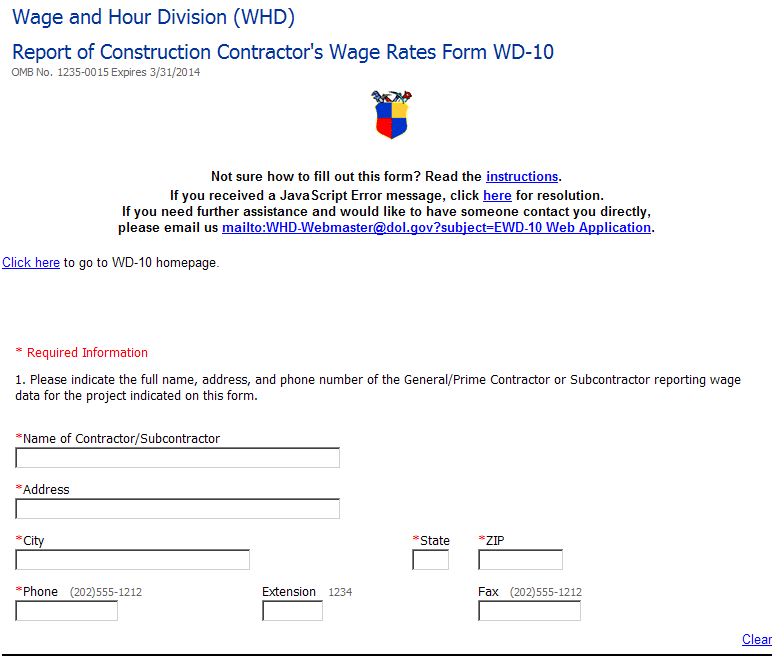 Wage and Hour Division (WHD)
Report of Construction Contractor's Wage Rates Form WD-10
OMB No. 1235-0015 Expires 3/31/2014
Not sure how to fill out this form? Read the instructions.
If you received a JavaScript Error message, click here for resolution.
If you need further assistance and would like to have someone contact you directly,
please email us mailto:WHD-Webmaster@dol.gov?subject=EWD-10 Web Application.
Click here to go to WD-10 homepage.
* Required Information
1. Please indicate the full name, address, and phone number of the General/Prime Contractor or Subcontractor reporting wage
data for the project indicated on this form.
*Name of Contractor/Subcontractor
*Address
*City *State *ZIP
*Phone (202)555-1212 Extension 1234 Fax (202)555-1212
Clear